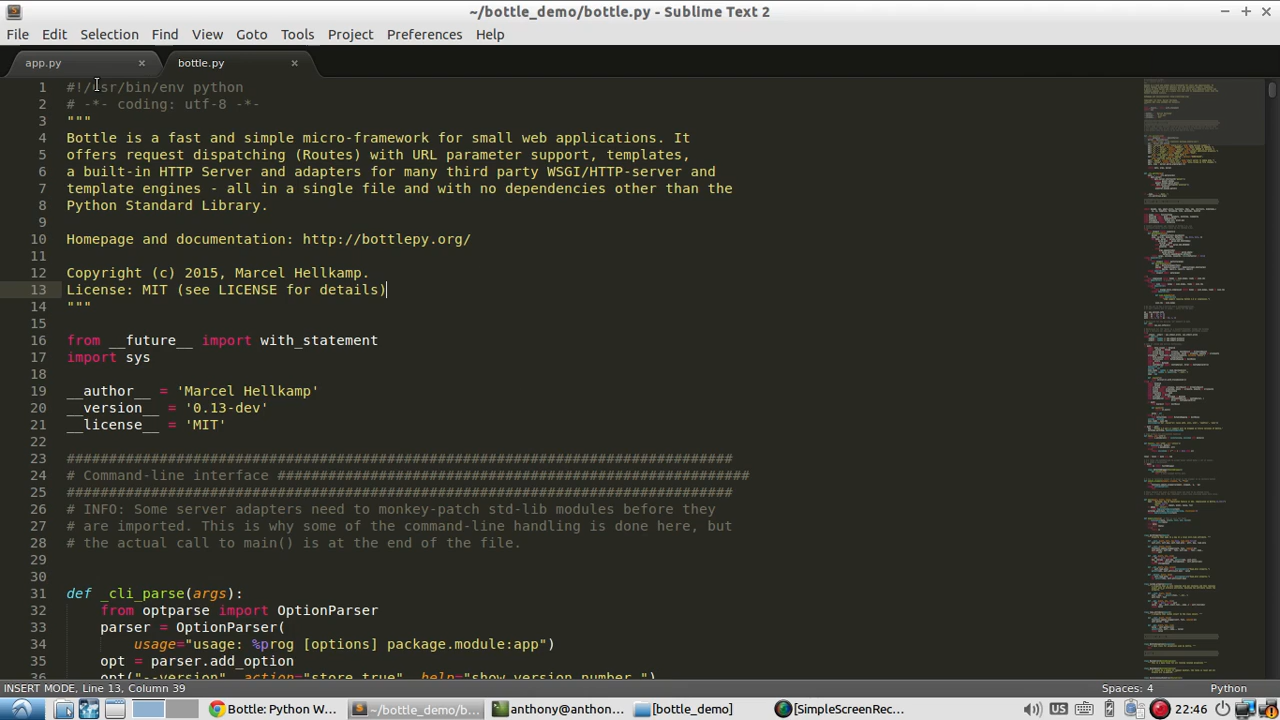 ~/bottle_demo/bottle.py - Sublime Text 2
File Edit Selection Find View Goto Tools Project Preferences Help
app.py × bottle.py ×
1 #!/usr/bin/env python
2 # -*- coding: utf-8 -*-
3 """
4 Bottle is a fast and simple micro-framework for small web applications. It
5 offers request dispatching (Routes) with URL parameter support, templates,
6 a built-in HTTP Server and adapters for many third party WSGI/HTTP-server and
7 template engines - all in a single file and with no dependencies other than the
8 Python Standard Library.
9
10 Homepage and documentation: http://bottlepy.org/
11
12 Copyright (c) 2015, Marcel Hellkamp.
13 License: MIT (see LICENSE for details)
14 """
15
16 from __future__ import with_statement
17 import sys
18
19 __author__ = 'Marcel Hellkamp'
20 __version__ = '0.13-dev'
21 __license__ = 'MIT'
22
23 ###############################################################################
24 # Command-line interface ########################################################
25 ###############################################################################
26 # INFO: Some server adapters need to monkey-patch std-lib modules before they
27 # are imported. This is why some of the command-line handling is done here, but
28 # the actual call to main() is at the end of the file.
29
30
31 def _cli_parse(args):
32 from optparse import OptionParser
33 parser = OptionParser(
34 usage="usage: %prog [options] package.module:app")
35 opt = parser.add_option
36 opt("--version", action="store_true", help="show version number.")
INSERT MODE, Line 13, Column 39 Spaces: 4 Python
Bottle: Python W... ~/bottle_demo/b... anthony@anthon... [bottle_demo] [SimpleScreenRec... US 22:46